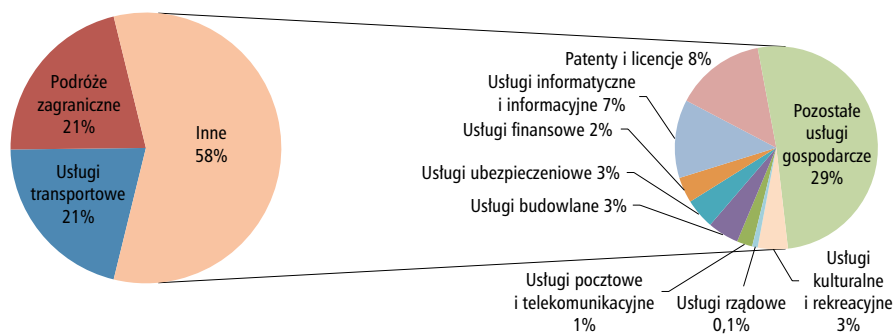 Podróże
zagraniczne
21%
Usługi
transportowe
21%
Inne
58%
Patenty i licencje 8%
Usługi informatyczne
i informacyjne 7%
Usługi finansowe 2%
Usługi ubezpieczeniowe 3%
Usługi budowlane 3%
Usługi pocztowe
i telekomunikacyjne
1%
Usługi rządowe
0,1%
Usługi
kulturalne
i rekreacyjne
3%
Pozostałe
usługi
gospodarcze
29%